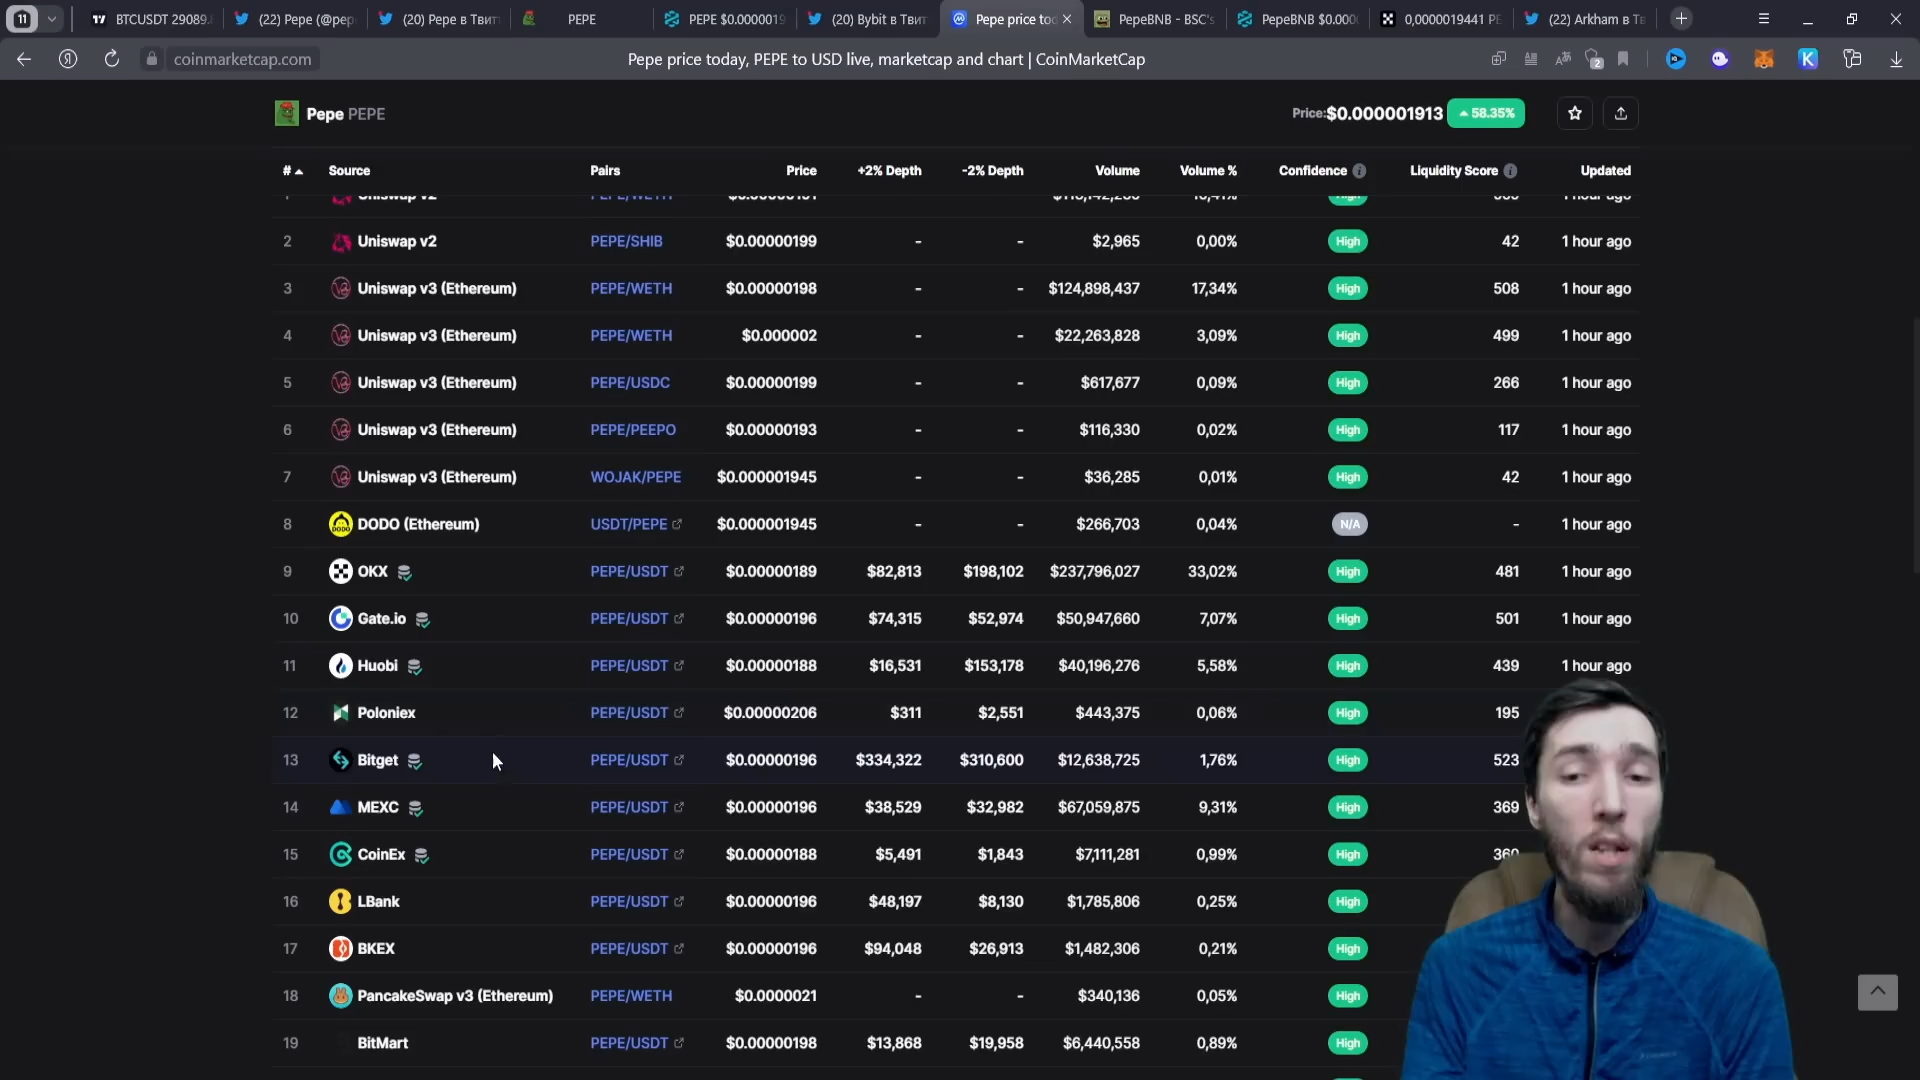 11
BTCUSDT 29089.
(22) Pepe (@pep
(20) Pepe в Твит
PEPE
PEPE $0.0000019
(20) Bybit в Твит
Pepe price tod
PepeBNB - BSC's
PepeBNB $0.000
0,0000019441 PE
(22) Arkham в Тв
coinmarketcap.com
Pepe price today, PEPE to USD live, marketcap and chart | CoinMarketCap
2
K
Pepe PEPE
Price:$0.000001913 58.35%
# Source Pairs Price +2% Depth -2% Depth Volume Volume % Confidence Liquidity Score Updated
2 Uniswap v2 PEPE/SHIB $0.00000199 - - $2,965 0,00% High 42 1 hour ago
3 Uniswap v3 (Ethereum) PEPE/WETH $0.00000198 - - $124,898,437 17,34% High 508 1 hour ago
4 Uniswap v3 (Ethereum) PEPE/WETH $0.000002 - - $22,263,828 3,09% High 499 1 hour ago
5 Uniswap v3 (Ethereum) PEPE/USDC $0.00000199 - - $617,677 0,09% High 266 1 hour ago
6 Uniswap v3 (Ethereum) PEPE/PEEPO $0.00000193 - - $116,330 0,02% High 117 1 hour ago
7 Uniswap v3 (Ethereum) WOJAK/PEPE $0.000001945 - - $36,285 0,01% High 42 1 hour ago
8 DODO (Ethereum) USDT/PEPE $0.000001945 - - $266,703 0,04% N/A - 1 hour ago
9 OKX PEPE/USDT $0.00000189 $82,813 $198,102 $237,796,027 33,02% High 481 1 hour ago
10 Gate.io PEPE/USDT $0.00000196 $74,315 $52,974 $50,947,660 7,07% High 501 1 hour ago
11 Huobi PEPE/USDT $0.00000188 $16,531 $153,178 $40,196,276 5,58% High 439 1 hour ago
12 Poloniex PEPE/USDT $0.00000206 $311 $2,551 $443,375 0,06% High 195
13 Bitget PEPE/USDT $0.00000196 $334,322 $310,600 $12,638,725 1,76% High 523
14 MEXC PEPE/USDT $0.00000196 $38,529 $32,982 $67,059,875 9,31% High 369
15 CoinEx PEPE/USDT $0.00000188 $5,491 $1,843 $7,111,281 0,99% High 360
16 LBank PEPE/USDT $0.00000196 $48,197 $8,130 $1,785,806 0,25% High
17 BKEX PEPE/USDT $0.00000196 $94,048 $26,913 $1,482,306 0,21% High
18 PancakeSwap v3 (Ethereum) PEPE/WETH $0.0000021 - - $340,136 0,05% High
19 BitMart PEPE/USDT $0.00000198 $13,868 $19,958 $6,440,558 0,89% High